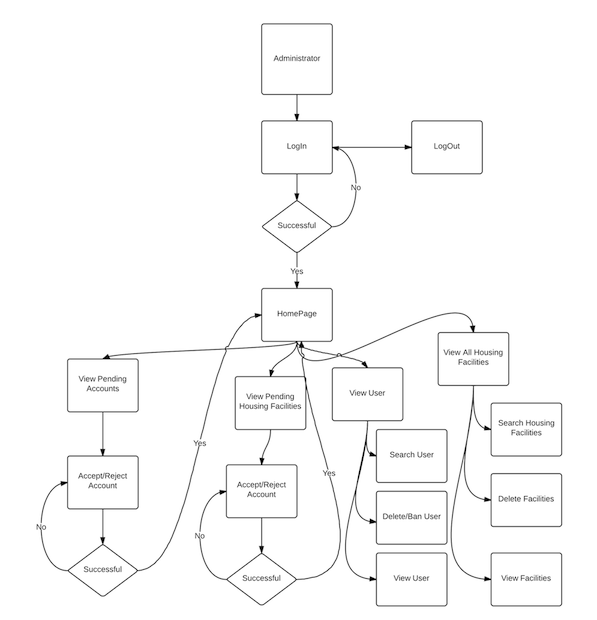 Administrator
LogIn
LogOut
No
Successful
Yes
HomePage
View Pending
Accounts
View Pending
Housing Facilities
View User
View All Housing
Facilities
Search Housing
Facilities
Search User
Yes
Accept/Reject
Account
Accept/Reject
Account
Yes
Delete Facilities
Delete/Ban User
No
No
Successful
Successful
View User
View Facilities